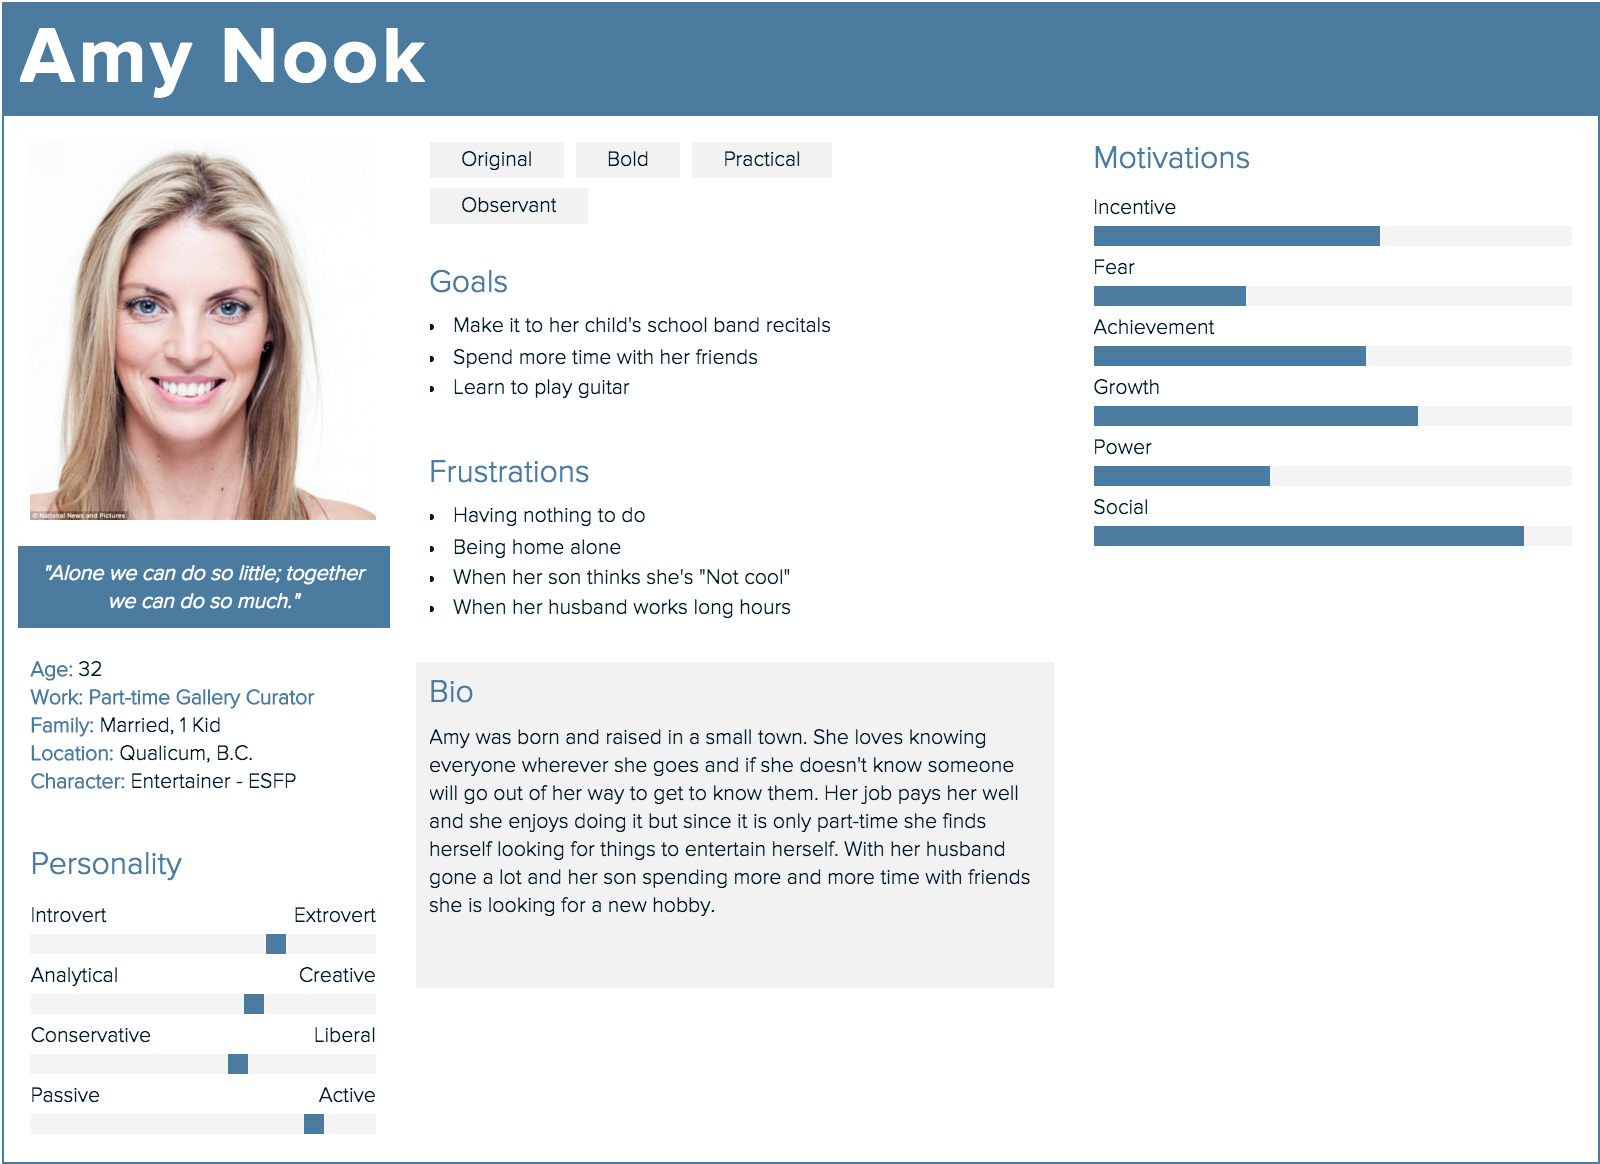 Amy Nook
© National News and Pictures
"Alone we can do so little; together
we can do so much."
Age: 32
Work: Part-time Gallery Curator
Family: Married, 1 Kid
Location: Qualicum, B.C.
Character: Entertainer - ESFP
Personality
Introvert Extrovert
Analytical Creative
Conservative Liberal
Passive Active
Original Bold Practical
Observant
Goals
• Make it to her child's school band recitals
• Spend more time with her friends
• Learn to play guitar
Frustrations
• Having nothing to do
• Being home alone
• When her son thinks she's "Not cool"
• When her husband works long hours
Bio
Amy was born and raised in a small town. She loves knowing
everyone wherever she goes and if she doesn't know someone
will go out of her way to get to know them. Her job pays her well
and she enjoys doing it but since it is only part-time she finds
herself looking for things to entertain herself. With her husband
gone a lot and her son spending more and more time with friends
she is looking for a new hobby.
Motivations
Incentive
Fear
Achievement
Growth
Power
Social